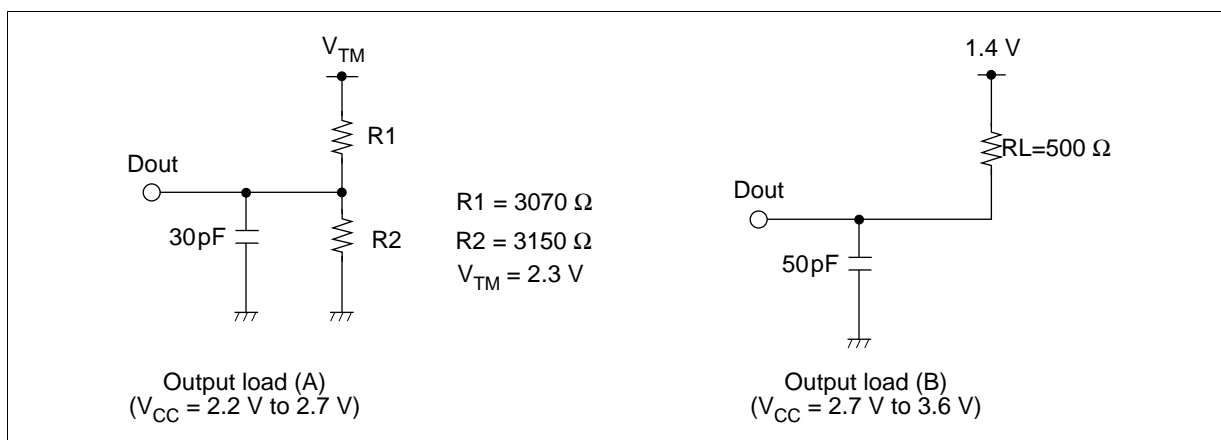 V_TM
R1
Dout
30pF
R2
R1 = 3070 Ω
R2 = 3150 Ω
V_TM = 2.3 V
Output load (A)
(V_CC = 2.2 V to 2.7 V)
1.4 V
RL=500 Ω
Dout
50pF
Output load (B)
(V_CC = 2.7 V to 3.6 V)